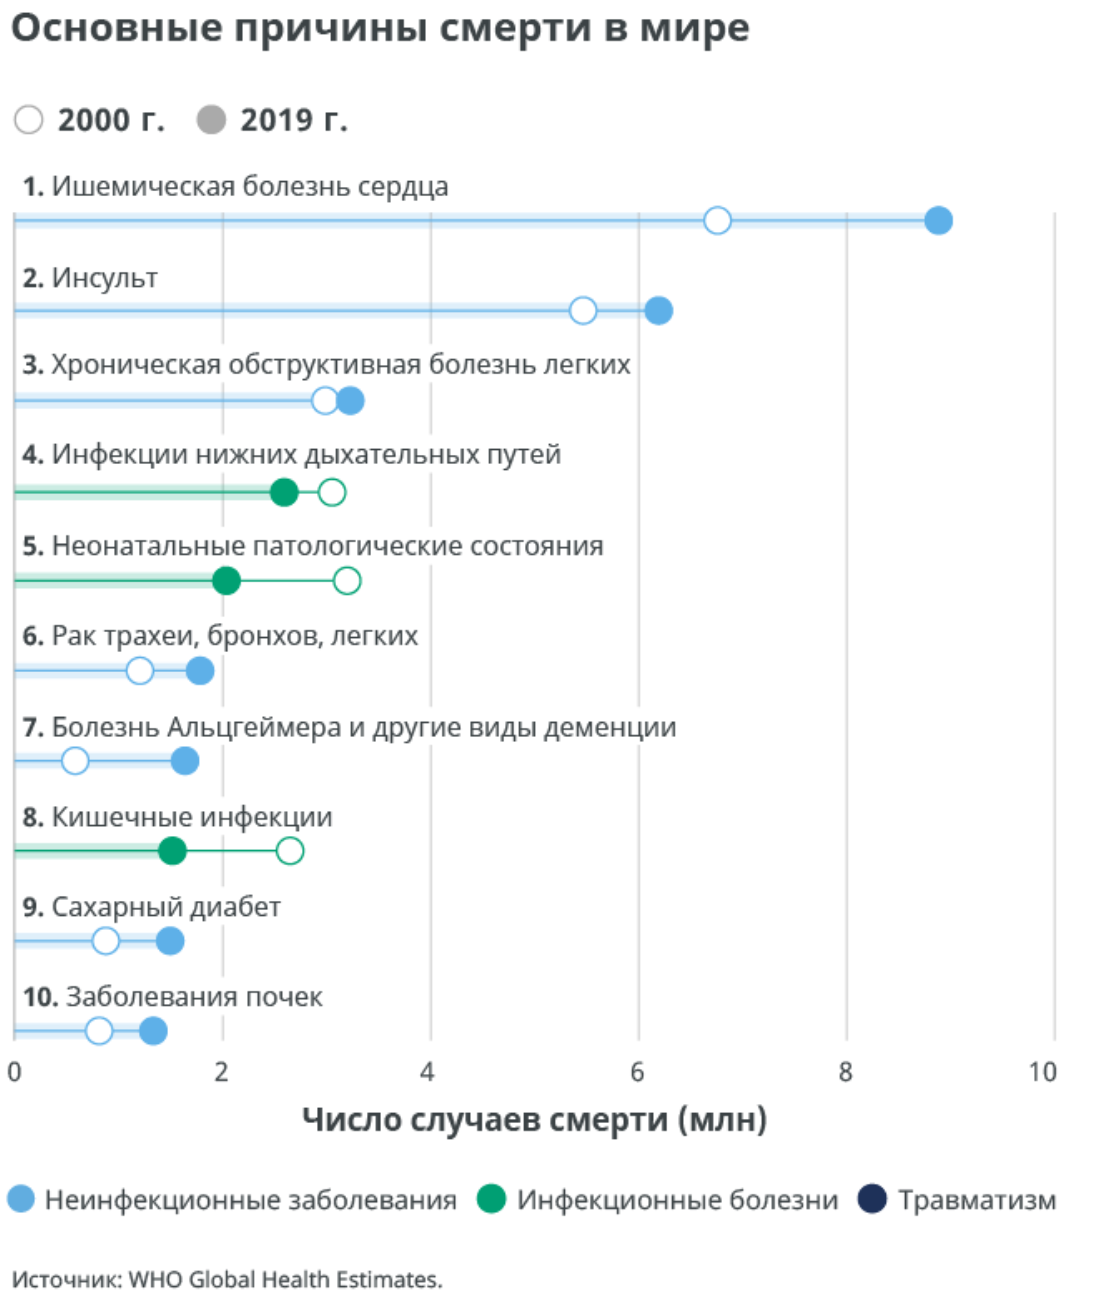 Основные причины смерти в мире
2000 г. 2019 г.
1. Ишемическая болезнь сердца
2. Инсульт
3. Хроническая обструктивная болезнь легких
4. Инфекции нижних дыхательных путей
5. Неонатальные патологические состояния
6. Рак трахеи, бронхов, легких
7. Болезнь Альцгеймера и другие виды деменции
8. Кишечные инфекции
9. Сахарный диабет
10. Заболевания почек
0 2 4 6 8 10
Число случаев смерти (млн)
Неинфекционные заболевания Инфекционные болезни Травматизм
Источник: WHO Global Health Estimates.